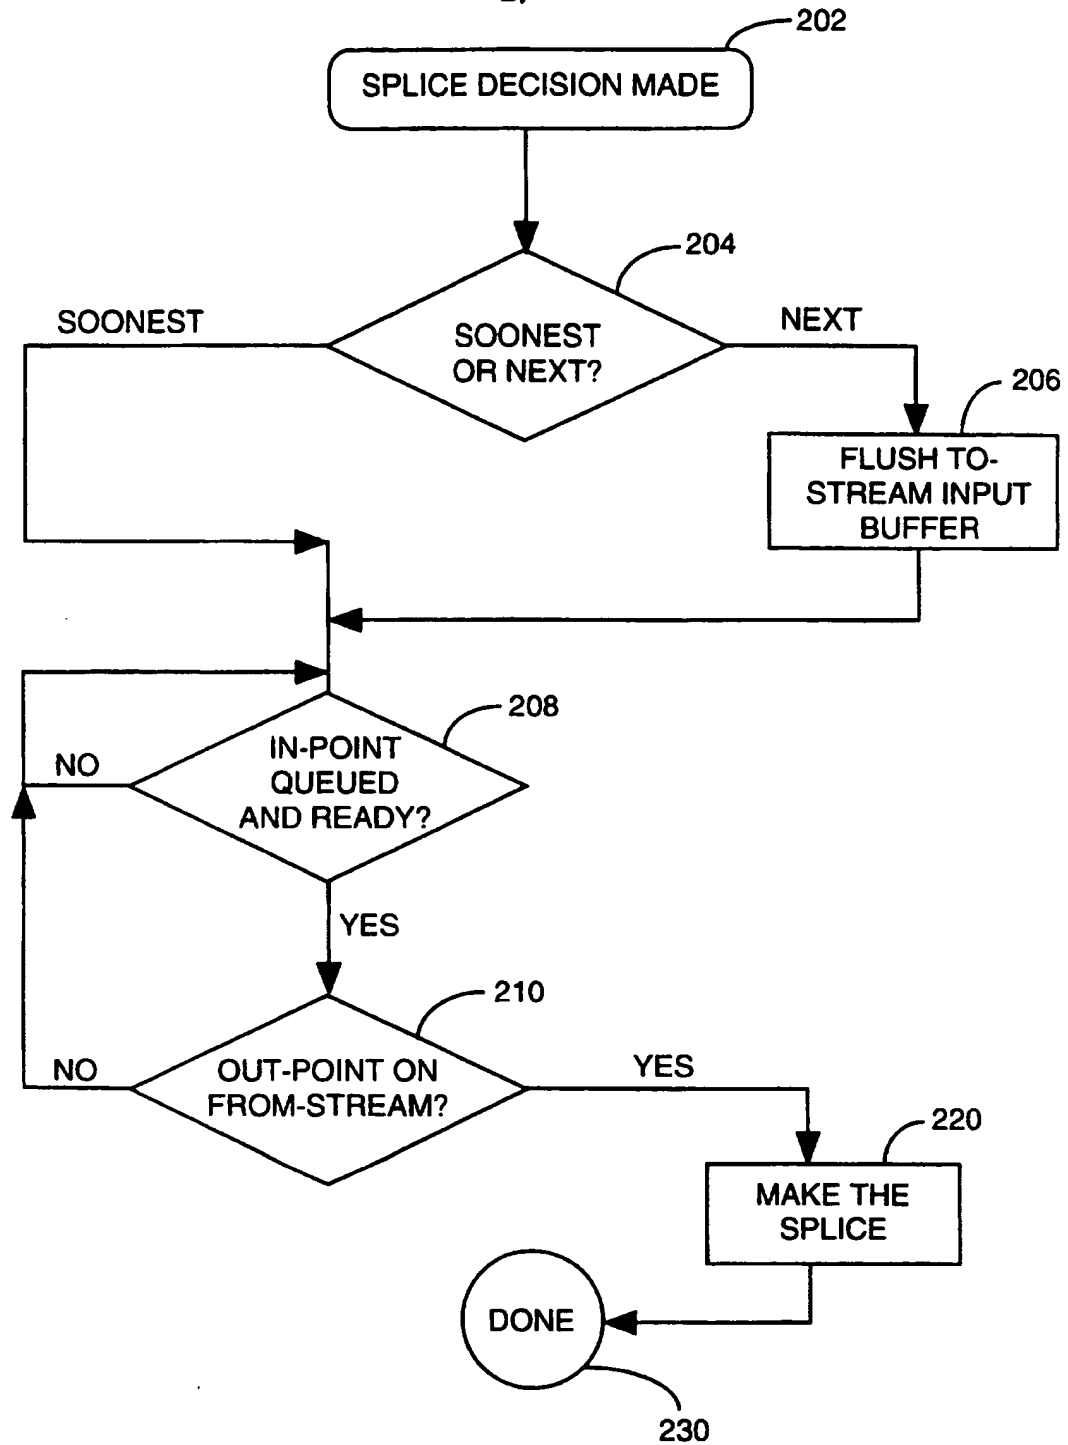 202
SPLICE DECISION MADE
204
SOONEST
NEXT
SOONEST
OR NEXT?
206
FLUSH TO-
STREAM INPUT
BUFFER
208
IN-POINT
QUEUED
AND READY?
NO
YES
210
OUT-POINT ON
FROM-STREAM?
NO
YES
220
MAKE THE
SPLICE
DONE
230